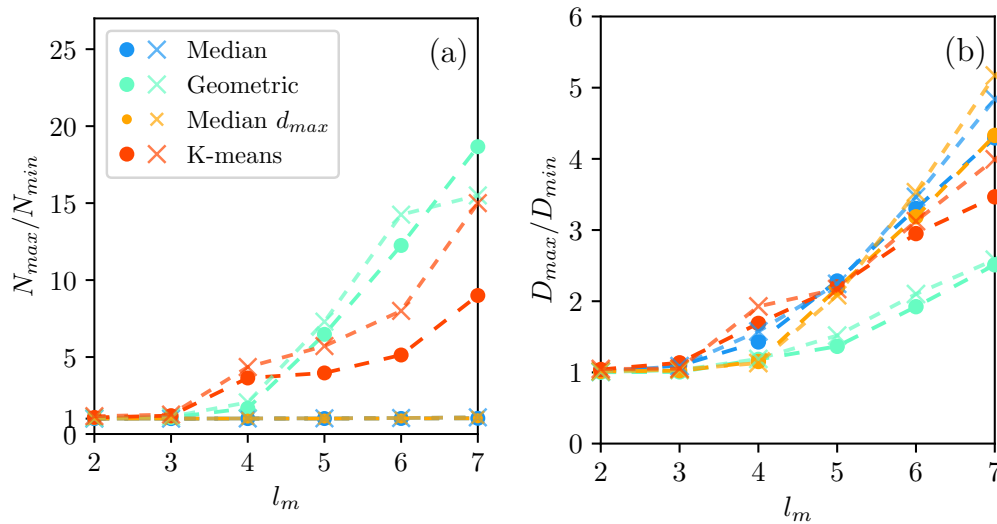 (a)
Median
Geometric
Median d_max
K-means
N_max/N_min
25
20
15
10
5
1
0
2 3 4 5 6 7
l_m
(b)
D_max/D_min
6
5
4
3
2
1
0
2 3 4 5 6 7
l_m